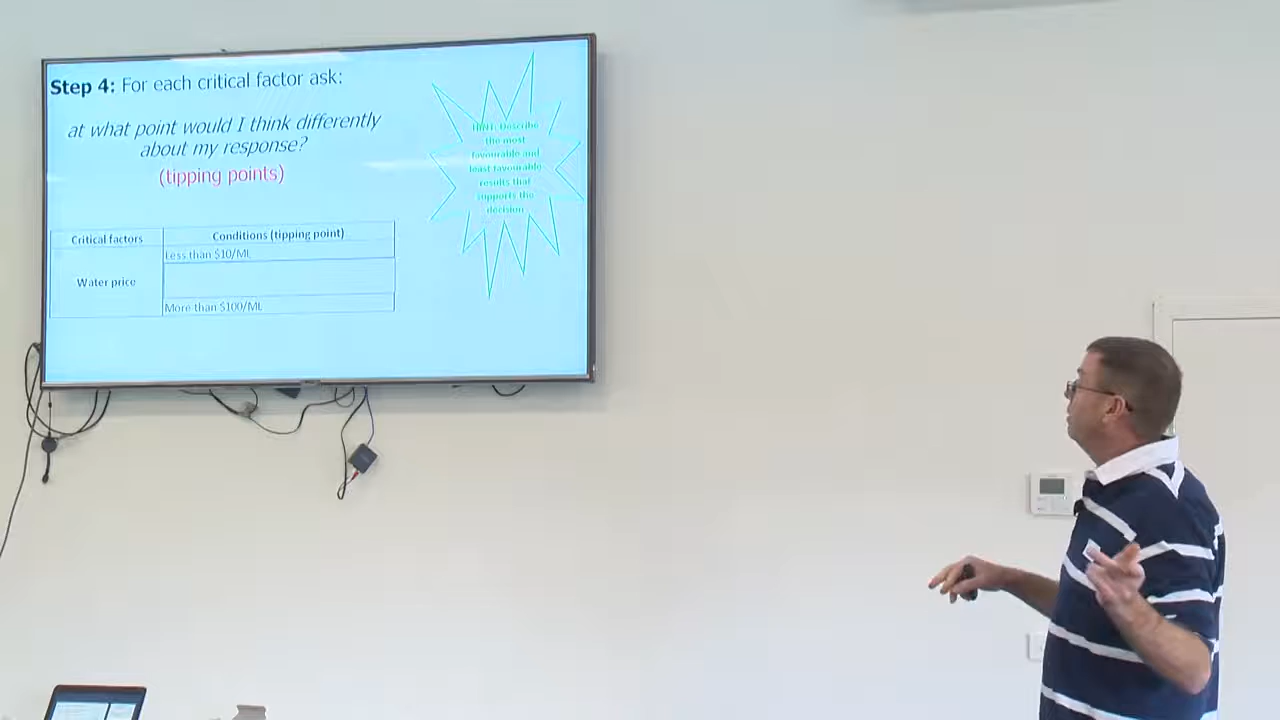 Step 4: For each critical factor ask:
at what point would I think differently
about my response?
(tipping points)
HINT: Describe
the most
favourable and
least favourable
results that
supports the
decision
Critical factors
Conditions (tipping point)
Water price
Less than $10/ML
More than $100/ML